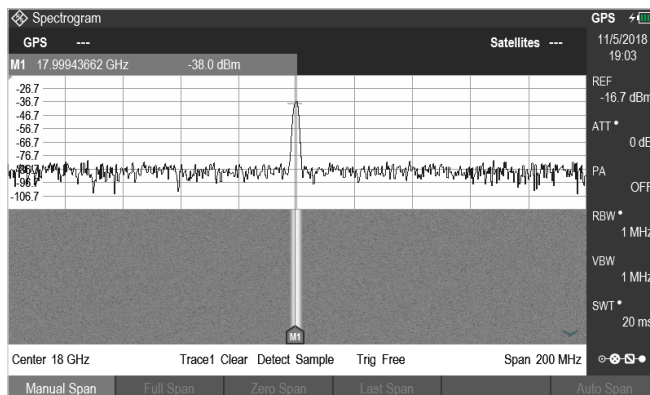 Spectrogram
GPS
GPS ---
Satellites ---
11/5/2018
19:03
M1 17.99943662 GHz -38.0 dBm
REF
-16.7 dBm
ATT
0 dB
PA
OFF
RBW
1 MHz
VBW
1 MHz
SWT
20 ms
-26.7
-36.7
-46.7
-56.7
-66.7
-76.7
-96.7
-106.7
M1
Center 18 GHz Trace1 Clear Detect Sample Trig Free Span 200 MHz
Manual Span Full Span Zero Span Last Span Auto Span